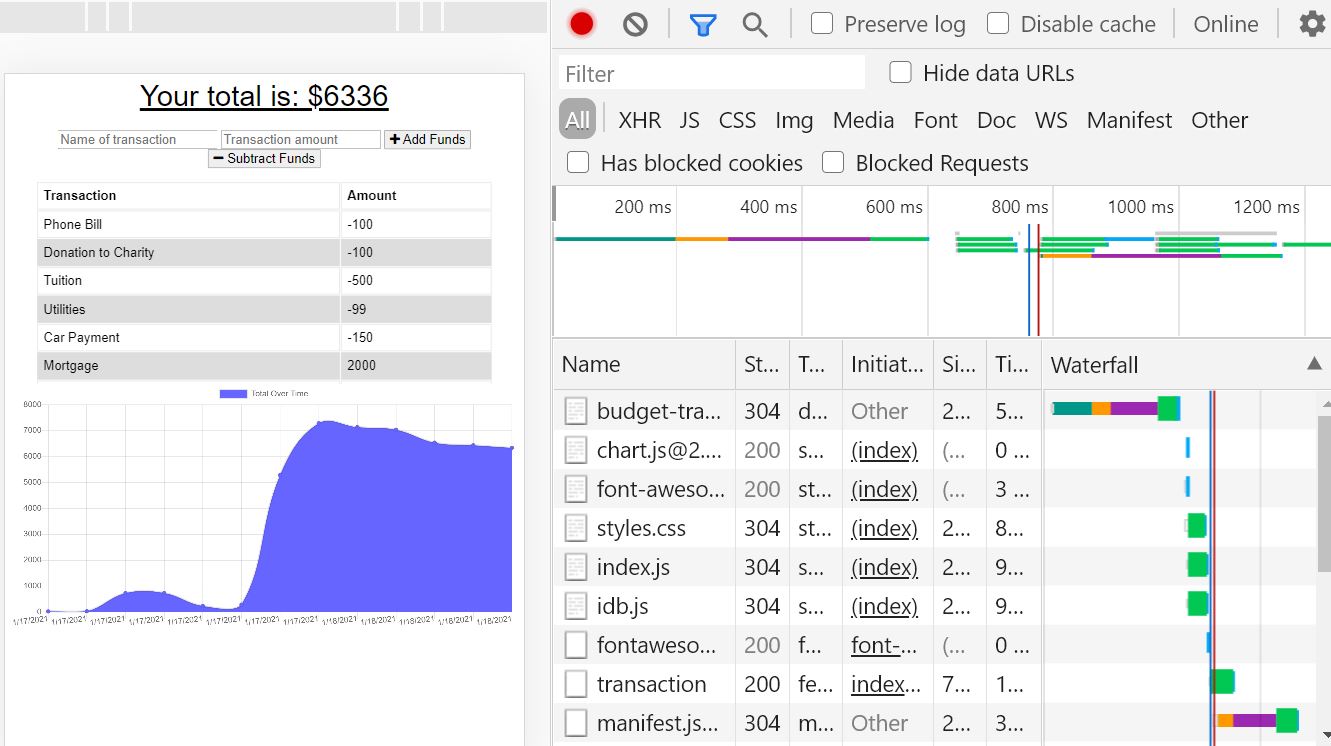 Your total is: $6336
Name of transaction Transaction amount Add Funds
Subtract Funds
Transaction Amount
Phone Bill -100
Donation to Charity -100
Tuition -500
Utilities -99
Car Payment -150
Mortgage 2000
Total Over Time
8000
7000
6000
5000
4000
3000
2000
1000
0
1/17/2021 1/17/2021 1/17/2021 1/17/2021 1/17/2021 1/17/2021 1/17/2021 1/17/2021 1/18/2021 1/18/2021 1/18/2021 1/18/2021 1/18/2021
Preserve log Disable cache Online
Filter Hide data URLs
All XHR JS CSS Img Media Font Doc WS Manifest Other
Has blocked cookies Blocked Requests
200 ms 400 ms 600 ms 800 ms 1000 ms 1200 ms
Name St... T... Initiat... Si... Ti... Waterfall
budget-tra... 304 d... Other 2... 5...
chart.js@2.... 200 s... (index) (... 0 ...
font-aweso... 200 st... (index) (... 3 ...
styles.css 304 st... (index) 2... 8...
index.js 304 s... (index) 2... 9...
idb.js 304 s... (index) 2... 9...
fontaweso... 200 f... font-... (... 0 ...
transaction 200 fe... index... 7... 1...
manifest.js... 304 m... Other 2... 3...